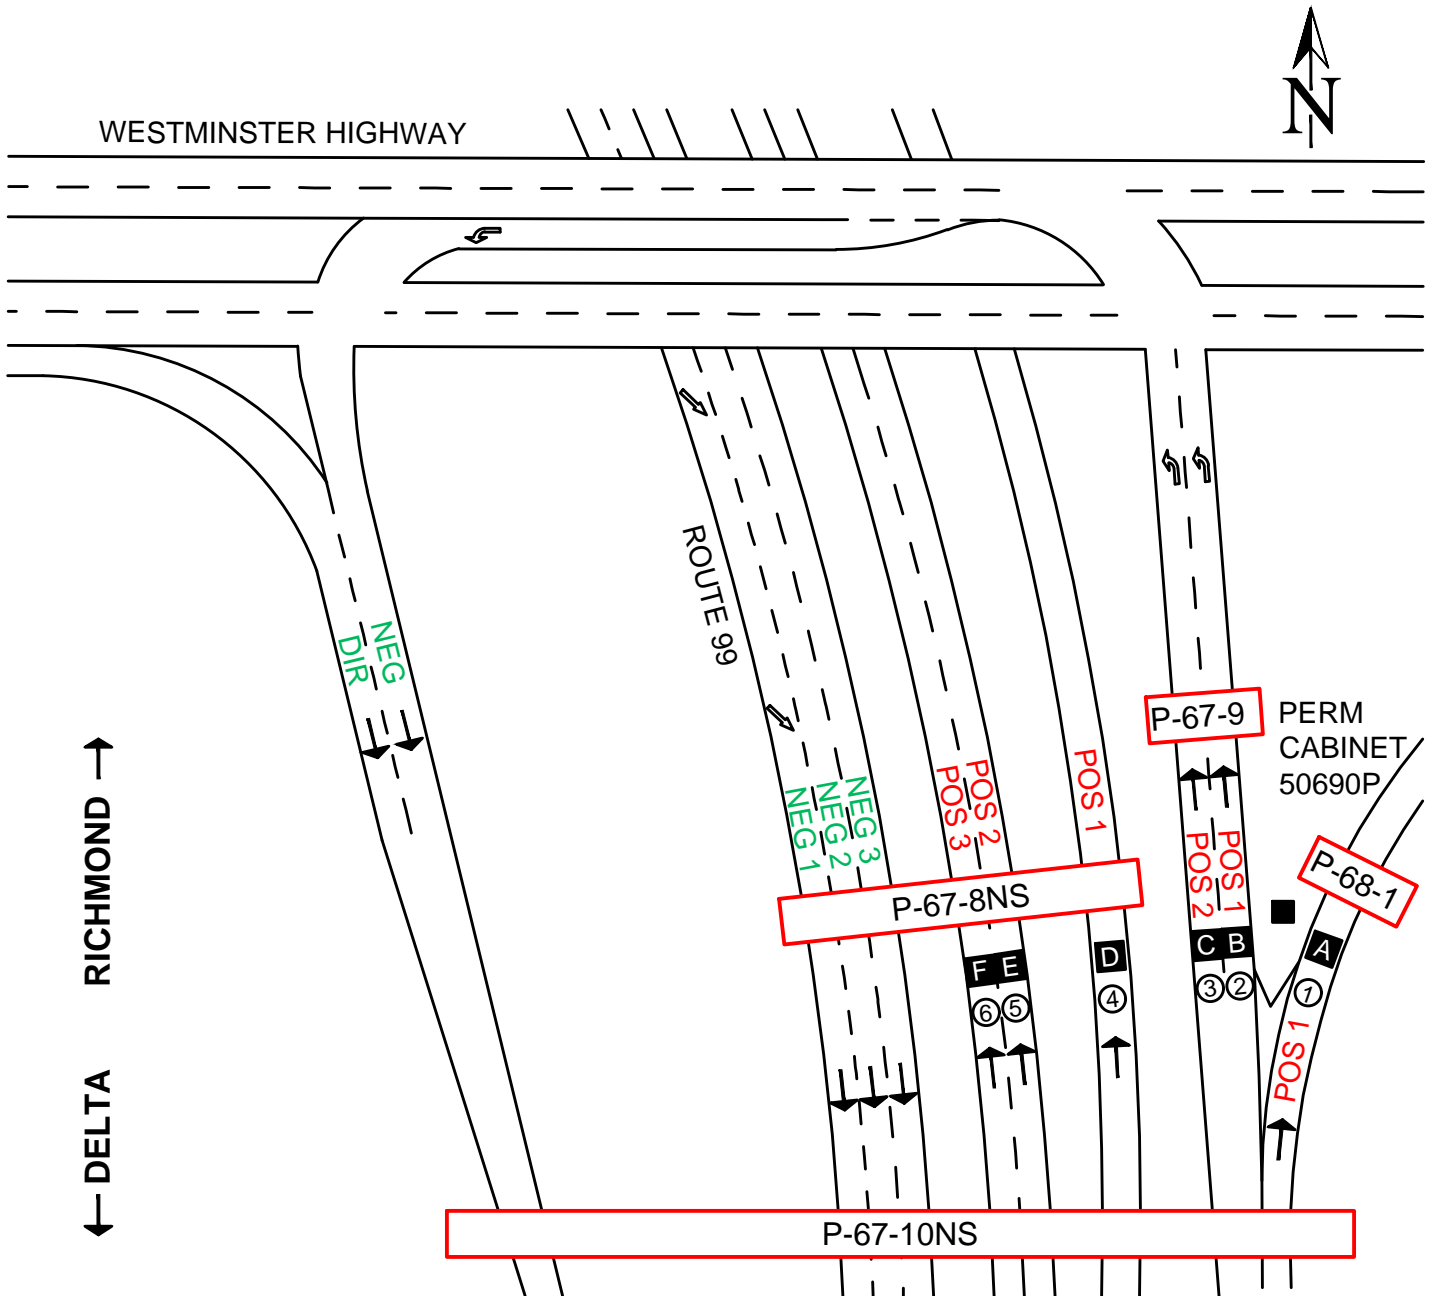 N
WESTMINSTER HIGHWAY
ROUTE 99
DIR
NEG
P-67-9
PERM
CABINET
50690P
NEG 1
NEG 2
NEG 3
POS 3
POS 2
POS 1
POS 2
POS 1
P-68-1
P-67-8NS
F E
D
C B
A
6 5
4
3 2
1
POS 1
RICHMOND
DELTA
P-67-10NS